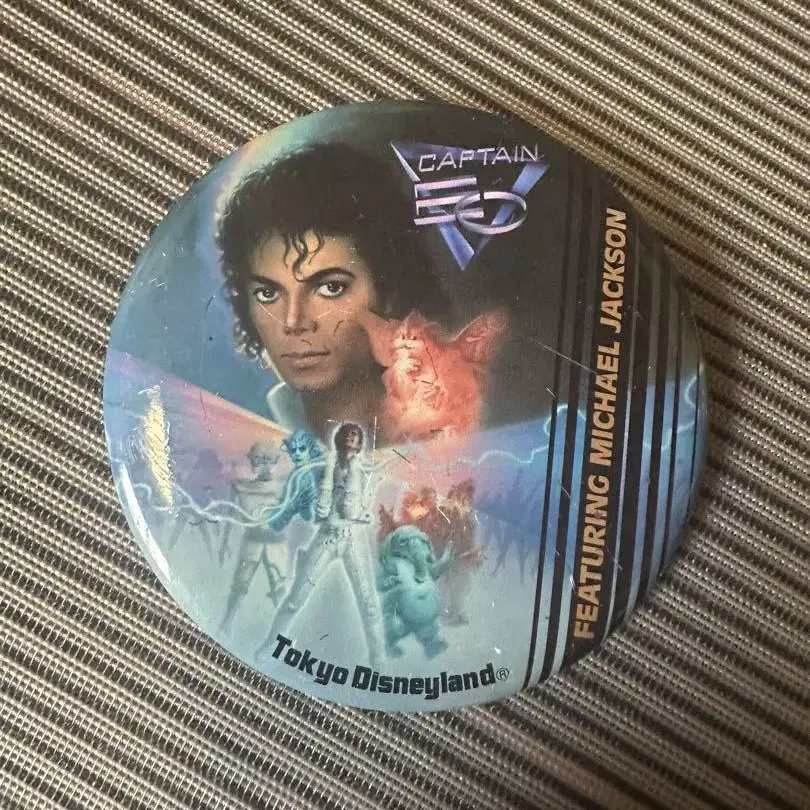 CAPTAIN
EO
FEATURING MICHAEL JACKSON
Tokyo Disneyland®